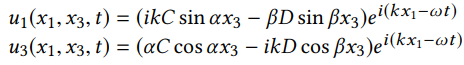 u₁(x₁, x₃, t) = (ikC sin αx₃ − βD sin βx₃)e^{i(kx₁−ωt)}
u₃(x₁, x₃, t) = (αC cos αx₃ − ikD cos βx₃)e^{i(kx₁−ωt)}